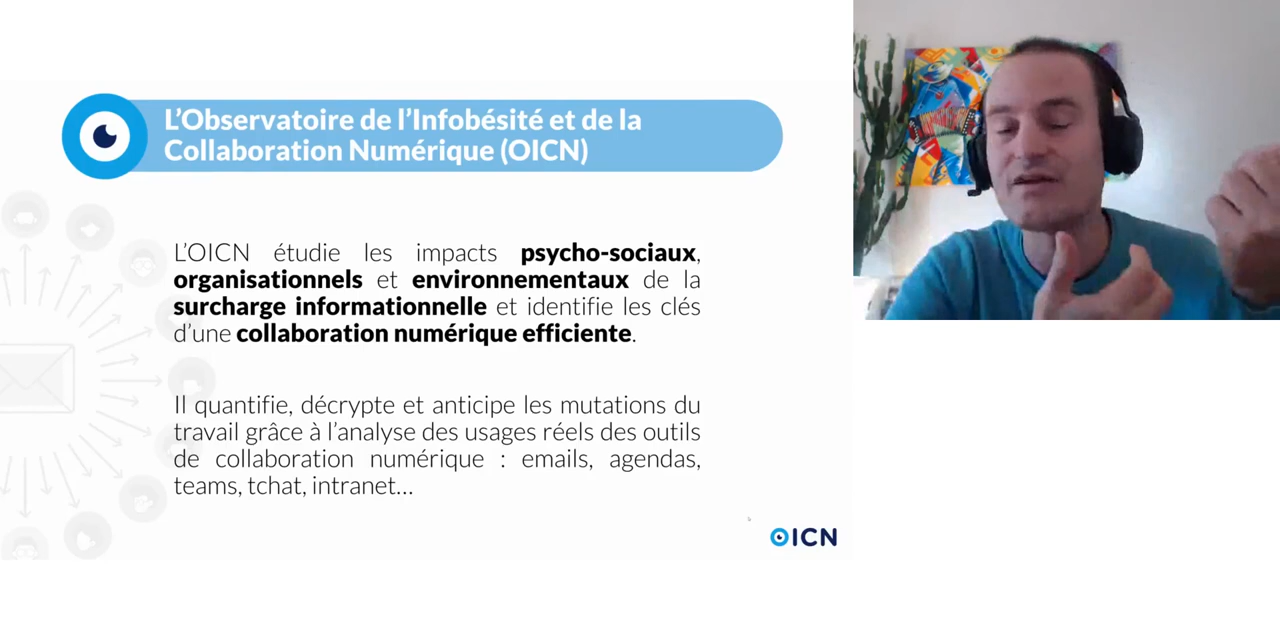 L’Observatoire de l’Infobésité et de la
Collaboration Numérique (OICN)
L’OICN étudie les impacts psycho-sociaux,
organisationnels et environnementaux de la
surcharge informationnelle et identifie les clés
d’une collaboration numérique efficiente.
Il quantifie, décrypte et anticipe les mutations du
travail grâce à l’analyse des usages réels des outils
de collaboration numérique : emails, agendas,
teams, tchat, intranet...
OICN